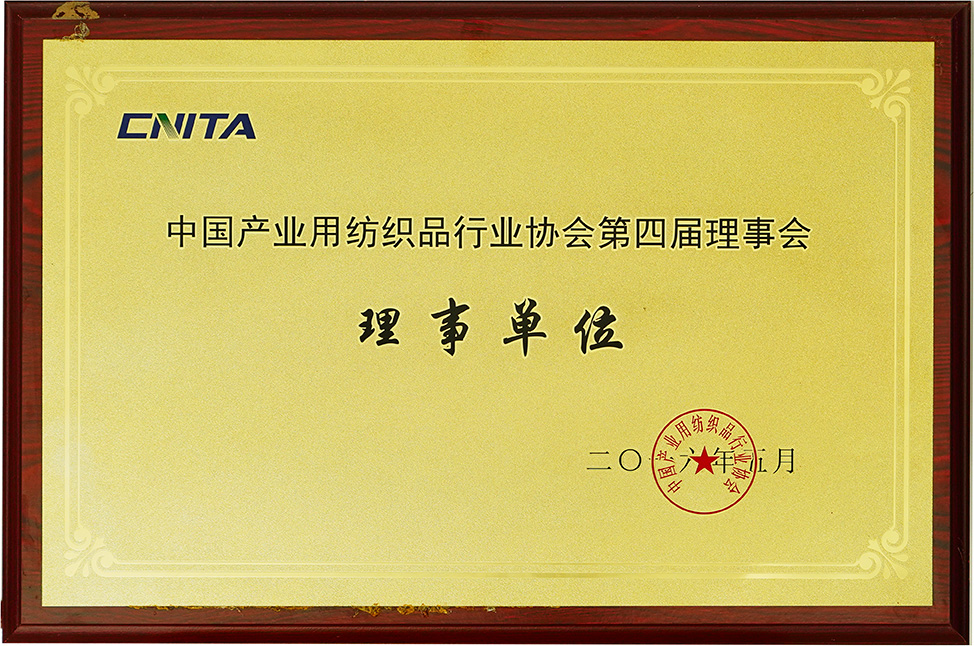 CNITA
中国产业用纺织品行业协会第四届理事会
理事单位
二〇一六年五月
中国产业用纺织品行业协会